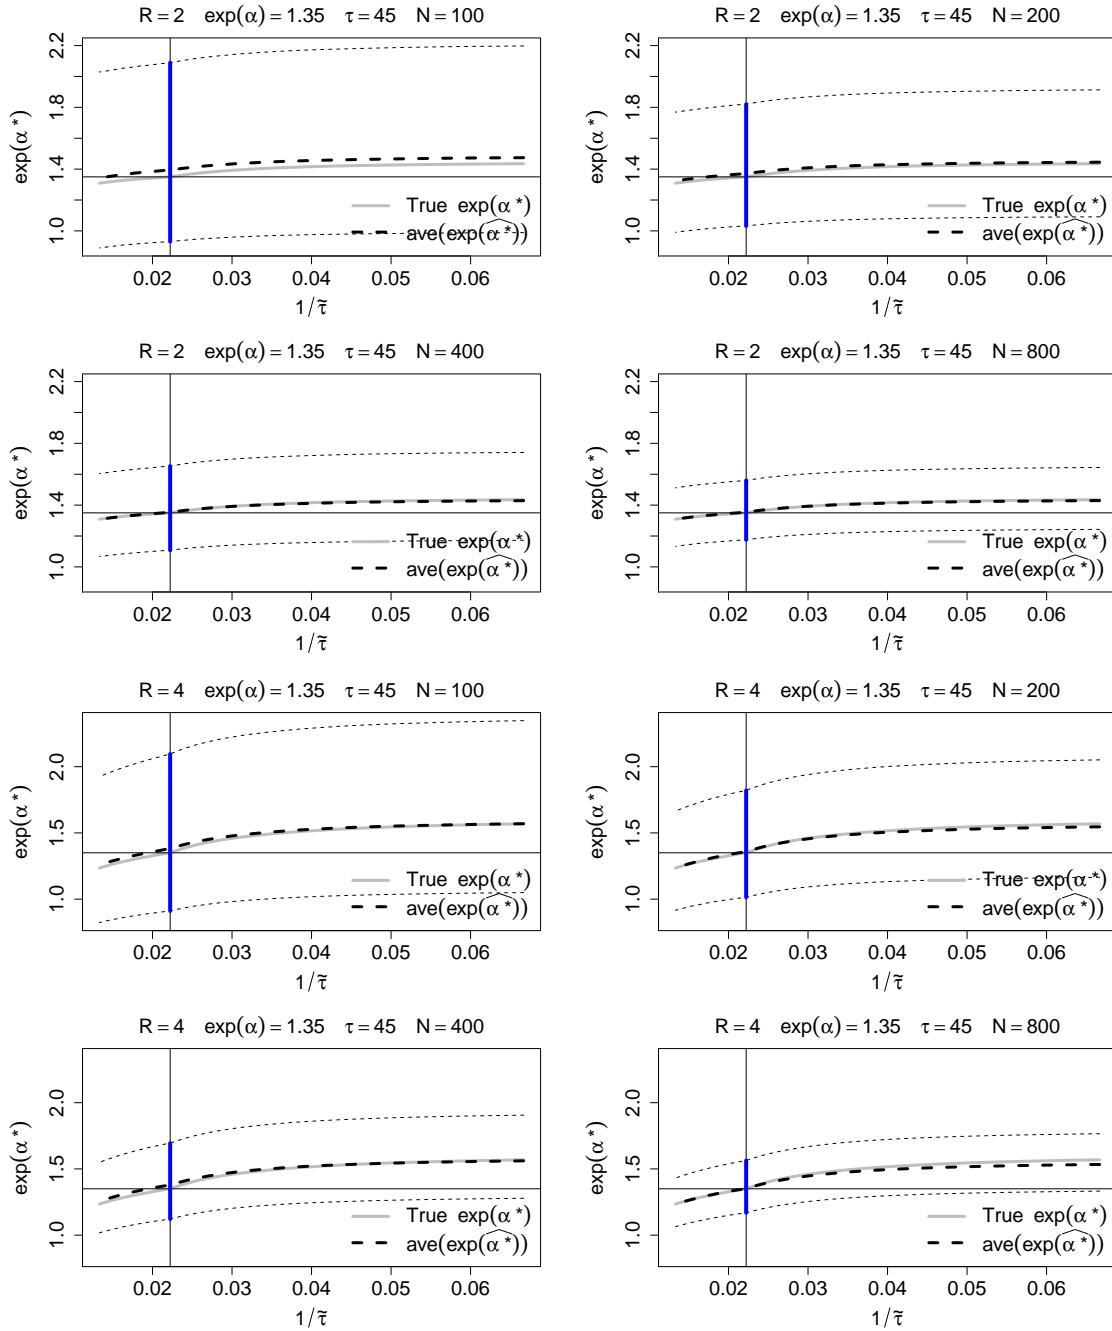 R = 2 exp(α) = 1.35 τ = 45 N = 100
exp(α*)
2.2
1.8
1.4
1.0
True exp(α*)
ave(exp(α̂*))
0.02 0.03 0.04 0.05 0.06
1/τ̃
R = 2 exp(α) = 1.35 τ = 45 N = 200
exp(α*)
2.2
1.8
1.4
1.0
True exp(α*)
ave(exp(α̂*))
0.02 0.03 0.04 0.05 0.06
1/τ̃
R = 2 exp(α) = 1.35 τ = 45 N = 400
exp(α*)
2.2
1.8
1.4
1.0
True exp(α*)
ave(exp(α̂*))
0.02 0.03 0.04 0.05 0.06
1/τ̃
R = 2 exp(α) = 1.35 τ = 45 N = 800
exp(α*)
2.2
1.8
1.4
1.0
True exp(α*)
ave(exp(α̂*))
0.02 0.03 0.04 0.05 0.06
1/τ̃
R = 4 exp(α) = 1.35 τ = 45 N = 100
exp(α*)
2.0
1.5
1.0
True exp(α*)
ave(exp(α̂*))
0.02 0.03 0.04 0.05 0.06
1/τ̃
R = 4 exp(α) = 1.35 τ = 45 N = 200
exp(α*)
2.0
1.5
1.0
True exp(α*)
ave(exp(α̂*))
0.02 0.03 0.04 0.05 0.06
1/τ̃
R = 4 exp(α) = 1.35 τ = 45 N = 400
exp(α*)
2.0
1.5
1.0
True exp(α*)
ave(exp(α̂*))
0.02 0.03 0.04 0.05 0.06
1/τ̃
R = 4 exp(α) = 1.35 τ = 45 N = 800
exp(α*)
2.0
1.5
1.0
True exp(α*)
ave(exp(α̂*))
0.02 0.03 0.04 0.05 0.06
1/τ̃